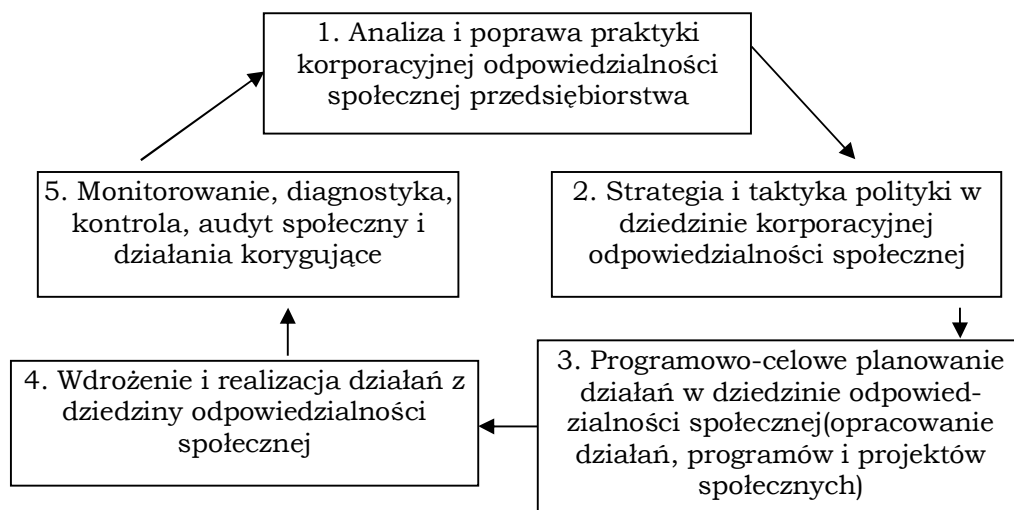 1. Analiza i poprawa praktyki
korporacyjnej odpowiedzialności
społecznej przedsiębiorstwa
2. Strategia i taktyka polityki w
dziedzinie korporacyjnej
odpowiedzialności społecznej
3. Programowo-celowe planowanie
działań w dziedzinie odpowied-
zialności społecznej(opracowanie
działań, programów i projektów
społecznych)
4. Wdrożenie i realizacja działań z
dziedziny odpowiedzialności
społecznej
5. Monitorowanie, diagnostyka,
kontrola, audyt społeczny i
działania korygujące